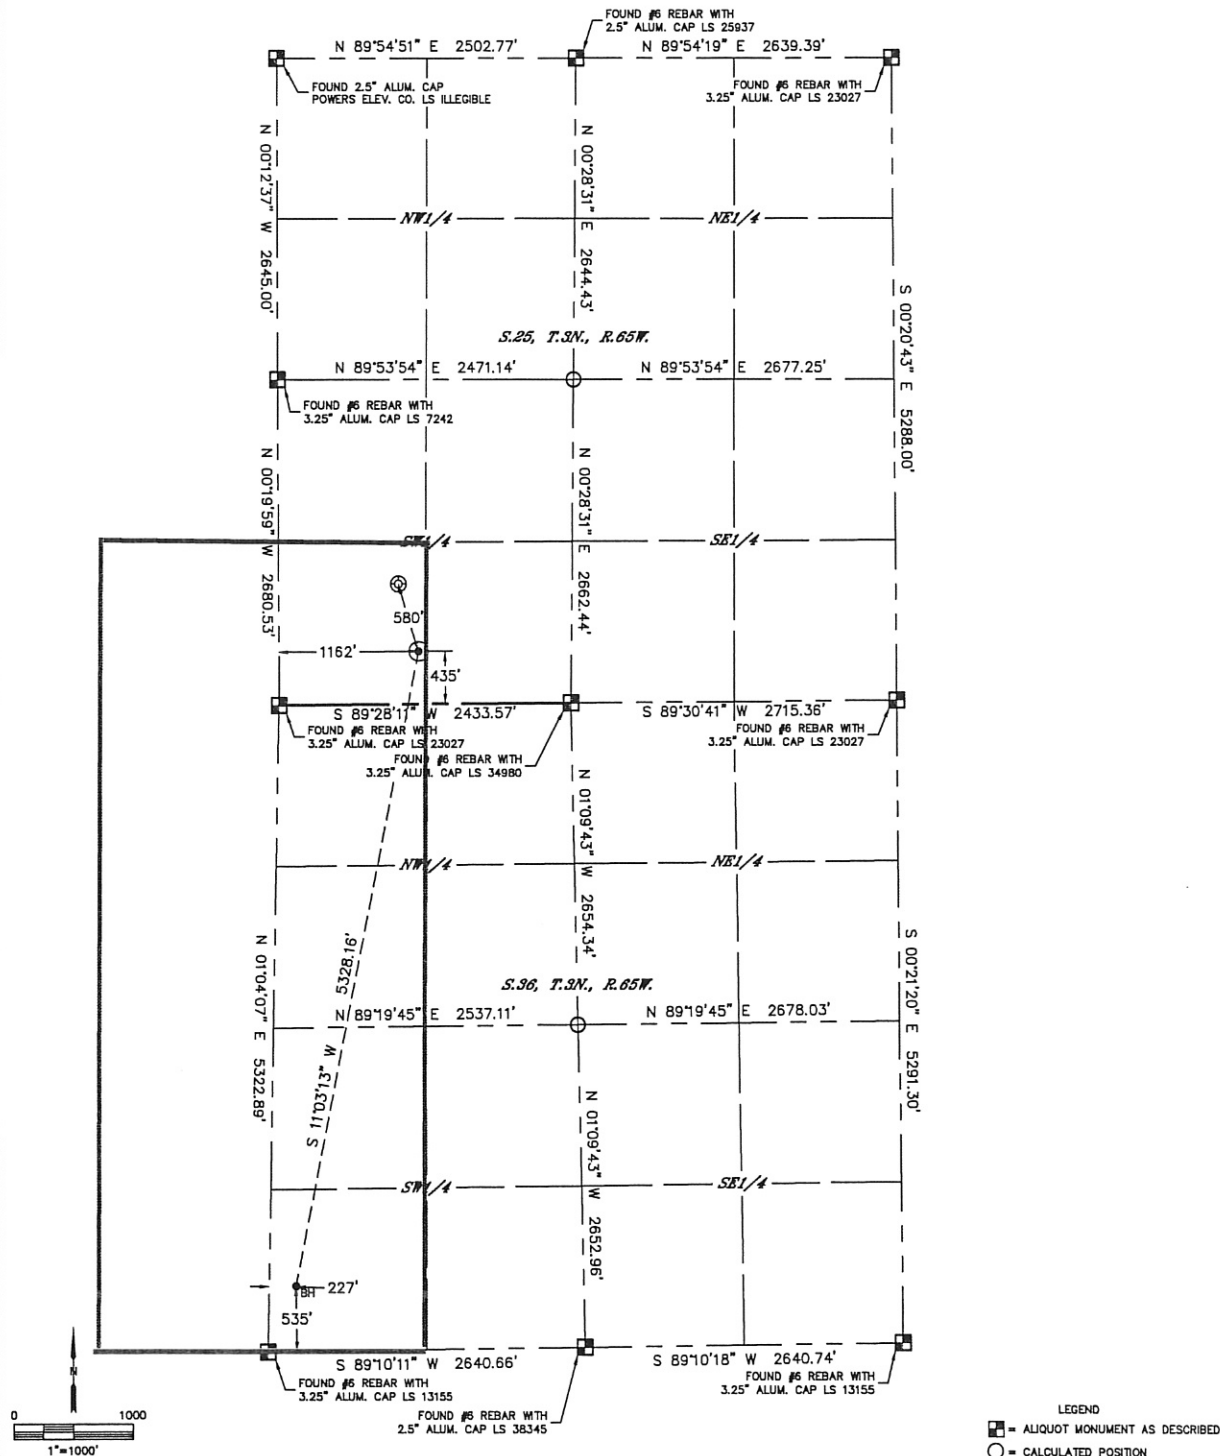 FOUND #6 REBAR WITH
2.5" ALUM. CAP LS 25937
N 89°54'51" E 2502.77'
N 89°54'19" E 2639.39'
FOUND 2.5" ALUM. CAP
POWERS ELEV. CO. LS ILLEGIBLE
FOUND #6 REBAR WITH
3.25" ALUM. CAP LS 23027
N 00°12'37" W 2645.00'
N 00°28'31" E 2644.43'
NW1/4
NE1/4
S 00°20'43" E 5288.00'
S.25, T.3N., R.65W.
N 89°53'54" E 2471.14'
N 89°53'54" E 2677.25'
FOUND #6 REBAR WITH
3.25" ALUM. CAP LS 7242
N 00°19'59" W 2680.53'
N 00°28'31" E 2662.44'
SW1/4
SE1/4
580'
1162'
435'
S 89°28'11" W 2433.57'
S 89°30'41" W 2715.36'
FOUND #6 REBAR WITH
3.25" ALUM. CAP LS 23027
FOUND #6 REBAR WITH
3.25" ALUM. CAP LS 23027
FOUND #6 REBAR WITH
3.25" ALUM. CAP LS 34980
N 01°09'43" W 2654.34'
NW1/4
NE1/4
N 01°04'07" E 5322.89'
S 11°03'13" W 5328.16'
S 00°21'20" E 5291.30'
S.36, T.3N., R.65W.
N 89°19'45" E 2537.11'
N 89°19'45" E 2678.03'
N 01°09'43" W 2652.96'
SW1/4
SE1/4
BH
227'
535'
S 89°10'11" W 2640.66'
S 89°10'18" W 2640.74'
FOUND #6 REBAR WITH
3.25" ALUM. CAP LS 13155
FOUND #6 REBAR WITH
3.25" ALUM. CAP LS 13155
FOUND #6 REBAR WITH
2.5" ALUM. CAP LS 38345
N
0 1000
1"=1000'
LEGEND
= ALIQUOT MONUMENT AS DESCRIBED
= CALCULATED POSITION